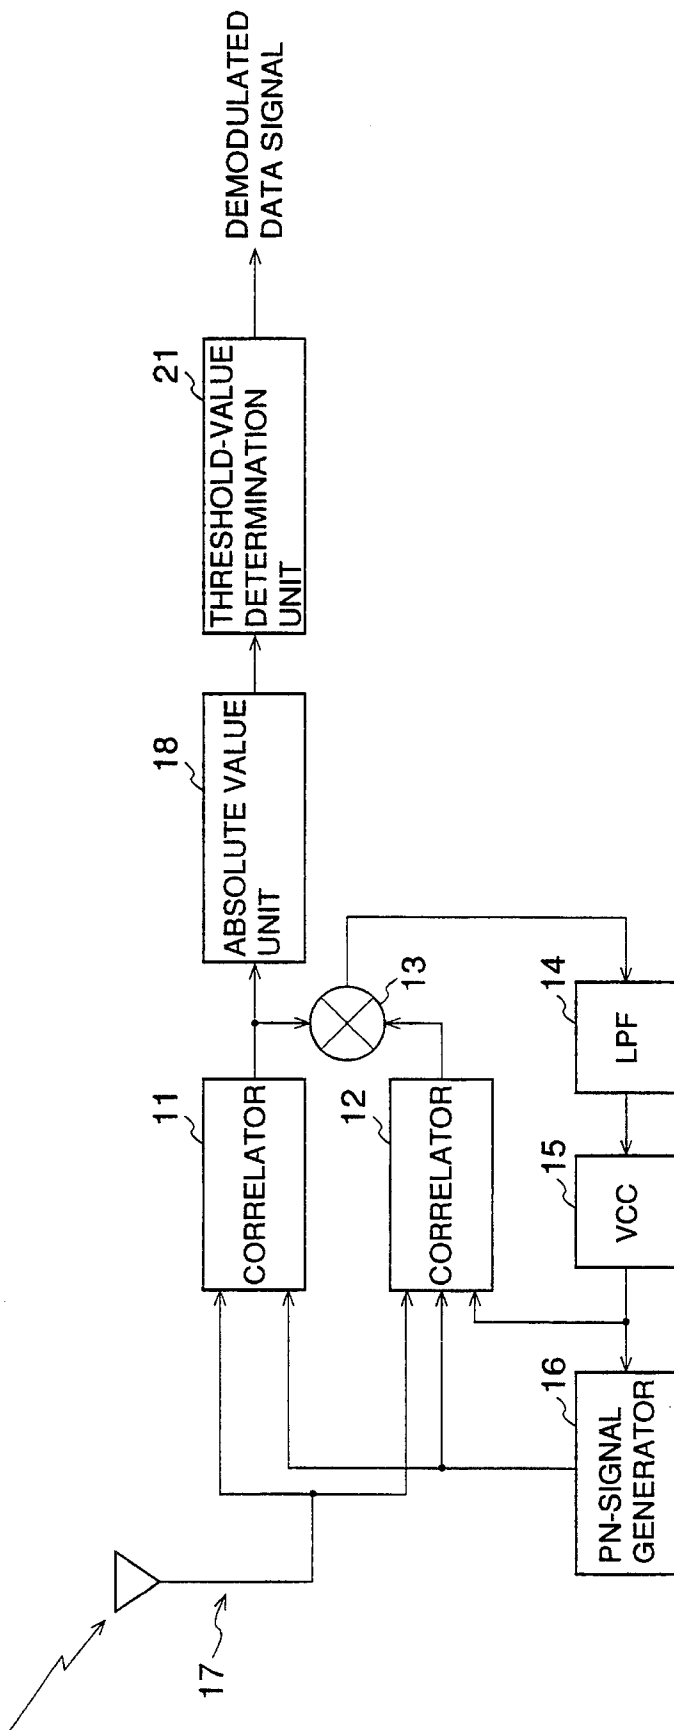 17
11
CORRELATOR
12
CORRELATOR
13
14
LPF
15
VCC
16
PN-SIGNAL
GENERATOR
18
ABSOLUTE VALUE
UNIT
21
THRESHOLD-VALUE
DETERMINATION
UNIT
DEMODULATED
DATA SIGNAL